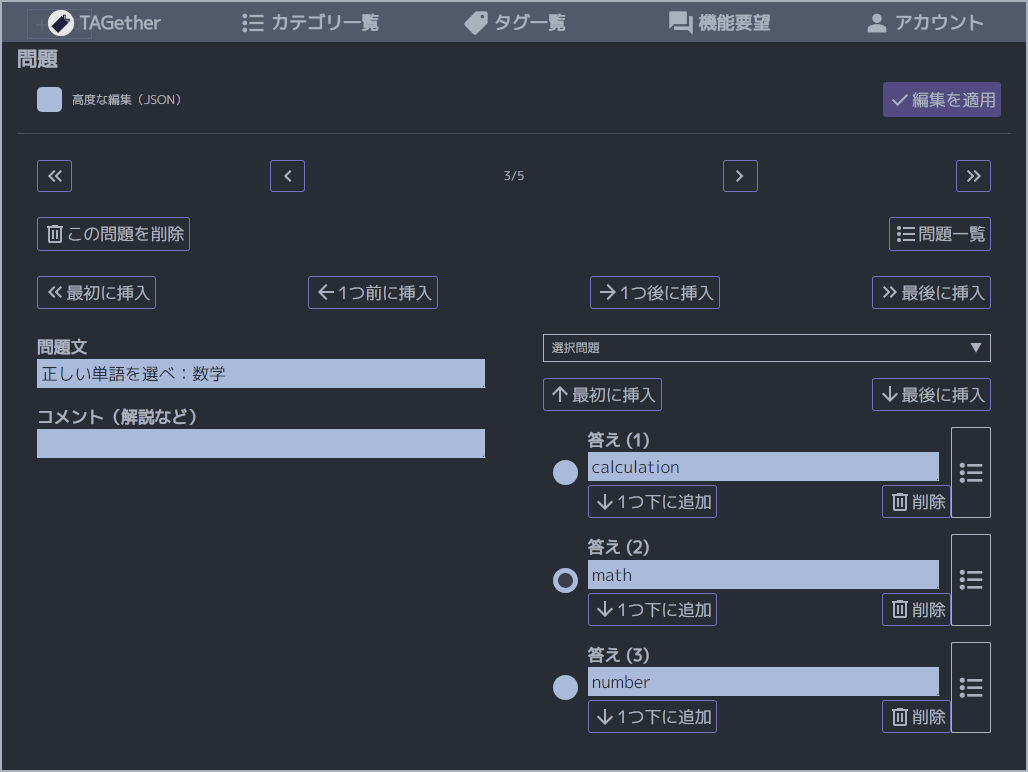 TAGether カテゴリ一覧 タグ一覧 機能要望 アカウント
問題
高度な編集（JSON） 編集を適用
3/5
この問題を削除 問題一覧
最初に挿入 1つ前に挿入 1つ後に挿入 最後に挿入
問題文
正しい単語を選べ：数学
コメント（解説など）
選択問題
最初に挿入 最後に挿入
答え (1)
calculation
1つ下に追加 削除
答え (2)
math
1つ下に追加 削除
答え (3)
number
1つ下に追加 削除